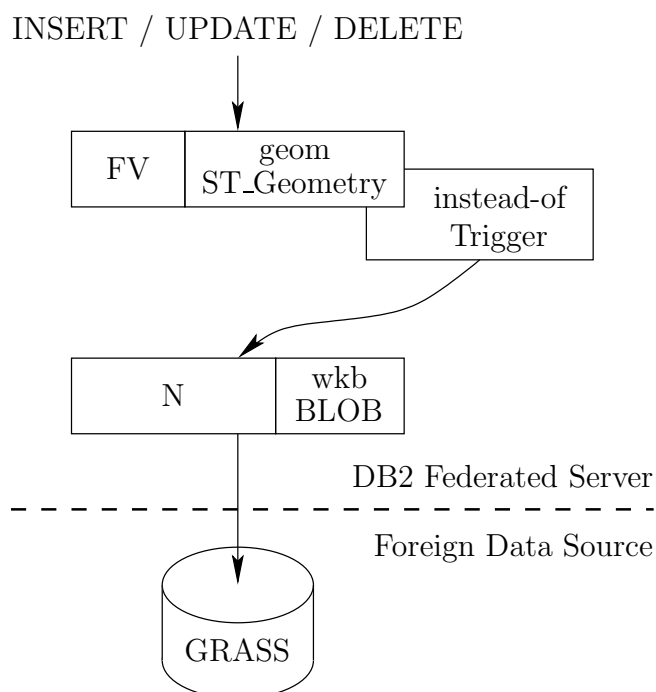 INSERT / UPDATE / DELETE
FV
geom
ST_Geometry
instead-of
Trigger
N
wkb
BLOB
DB2 Federated Server
Foreign Data Source
GRASS